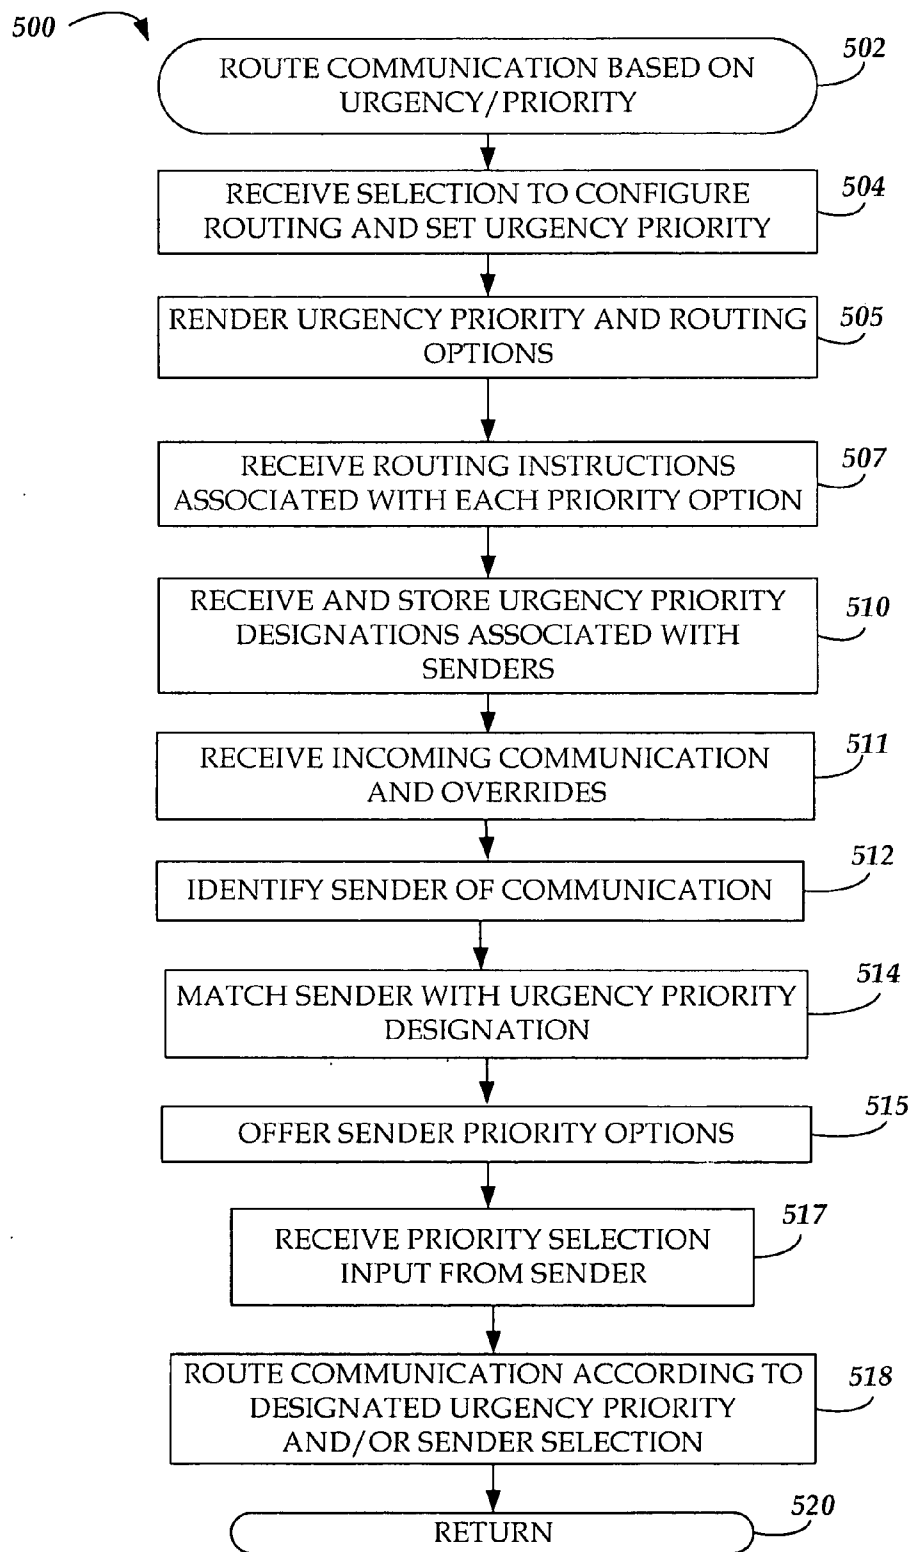 500
ROUTE COMMUNICATION BASED ON
URGENCY/PRIORITY
502
RECEIVE SELECTION TO CONFIGURE
ROUTING AND SET URGENCY PRIORITY
504
RENDER URGENCY PRIORITY AND ROUTING
OPTIONS
505
RECEIVE ROUTING INSTRUCTIONS
ASSOCIATED WITH EACH PRIORITY OPTION
507
RECEIVE AND STORE URGENCY PRIORITY
DESIGNATIONS ASSOCIATED WITH
SENDERS
510
RECEIVE INCOMING COMMUNICATION
AND OVERRIDES
511
IDENTIFY SENDER OF COMMUNICATION
512
MATCH SENDER WITH URGENCY PRIORITY
DESIGNATION
514
OFFER SENDER PRIORITY OPTIONS
515
RECEIVE PRIORITY SELECTION
INPUT FROM SENDER
517
ROUTE COMMUNICATION ACCORDING TO
DESIGNATED URGENCY PRIORITY
AND/OR SENDER SELECTION
518
RETURN
520